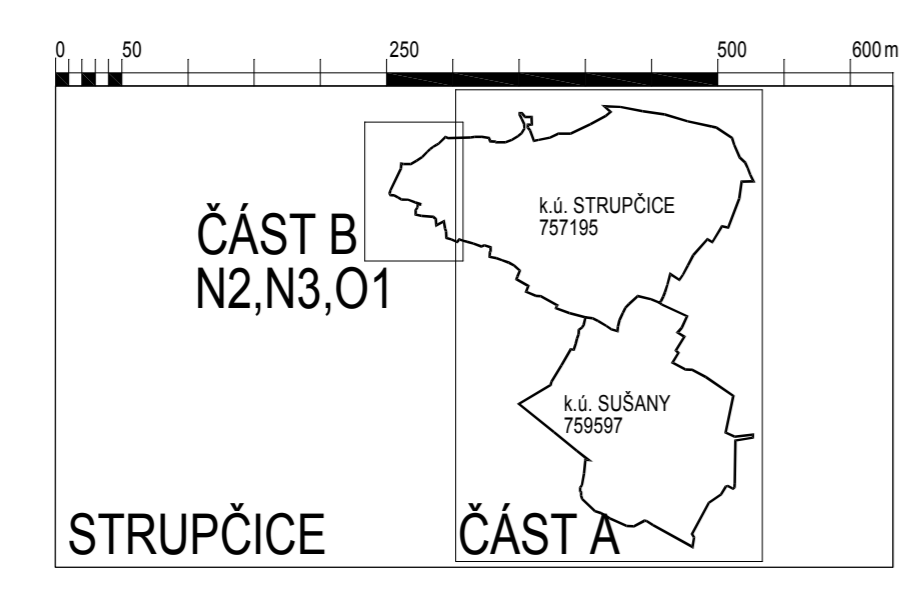 0 50 250 500 600 m
k.ú. STRUPČICE
757195
ČÁST B
N2,N3,O1
k.ú. SUŠANY
759597
STRUPČICE
ČÁST A